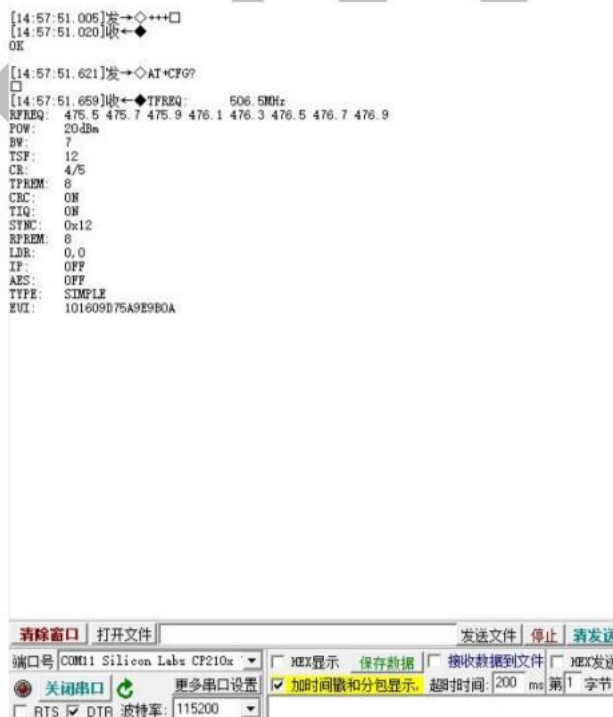 [14:57:51.005]发→◇+++□
[14:57:51.020]收←◆
OK
[14:57:51.621]发→◇AT+CFG?
□
[14:57:51.659]收←◆TFREQ: 506.5MHz
RFREQ: 475.5 475.7 475.9 476.1 476.3 476.5 476.7 476.9
POW: 20dBm
BW: 7
TSF: 12
CR: 4/5
TPREM: 8
CRC: ON
TIQ: ON
SYNC: 0x12
RPREM: 8
LDR: 0,0
IP: OFF
AES: OFF
TYPE: SIMPLE
EUI: 101609D75A9E9B0A
清除窗口 打开文件 发送文件 停止 清发送
端口号 COM11 Silicon Labs CP210x HEX显示 保存数据 接收数据到文件 HEX发送
关闭串口 更多串口设置 加时间戳和分包显示. 超时时间: 200 ms 第1 字节
RTS DTR 波特率: 115200